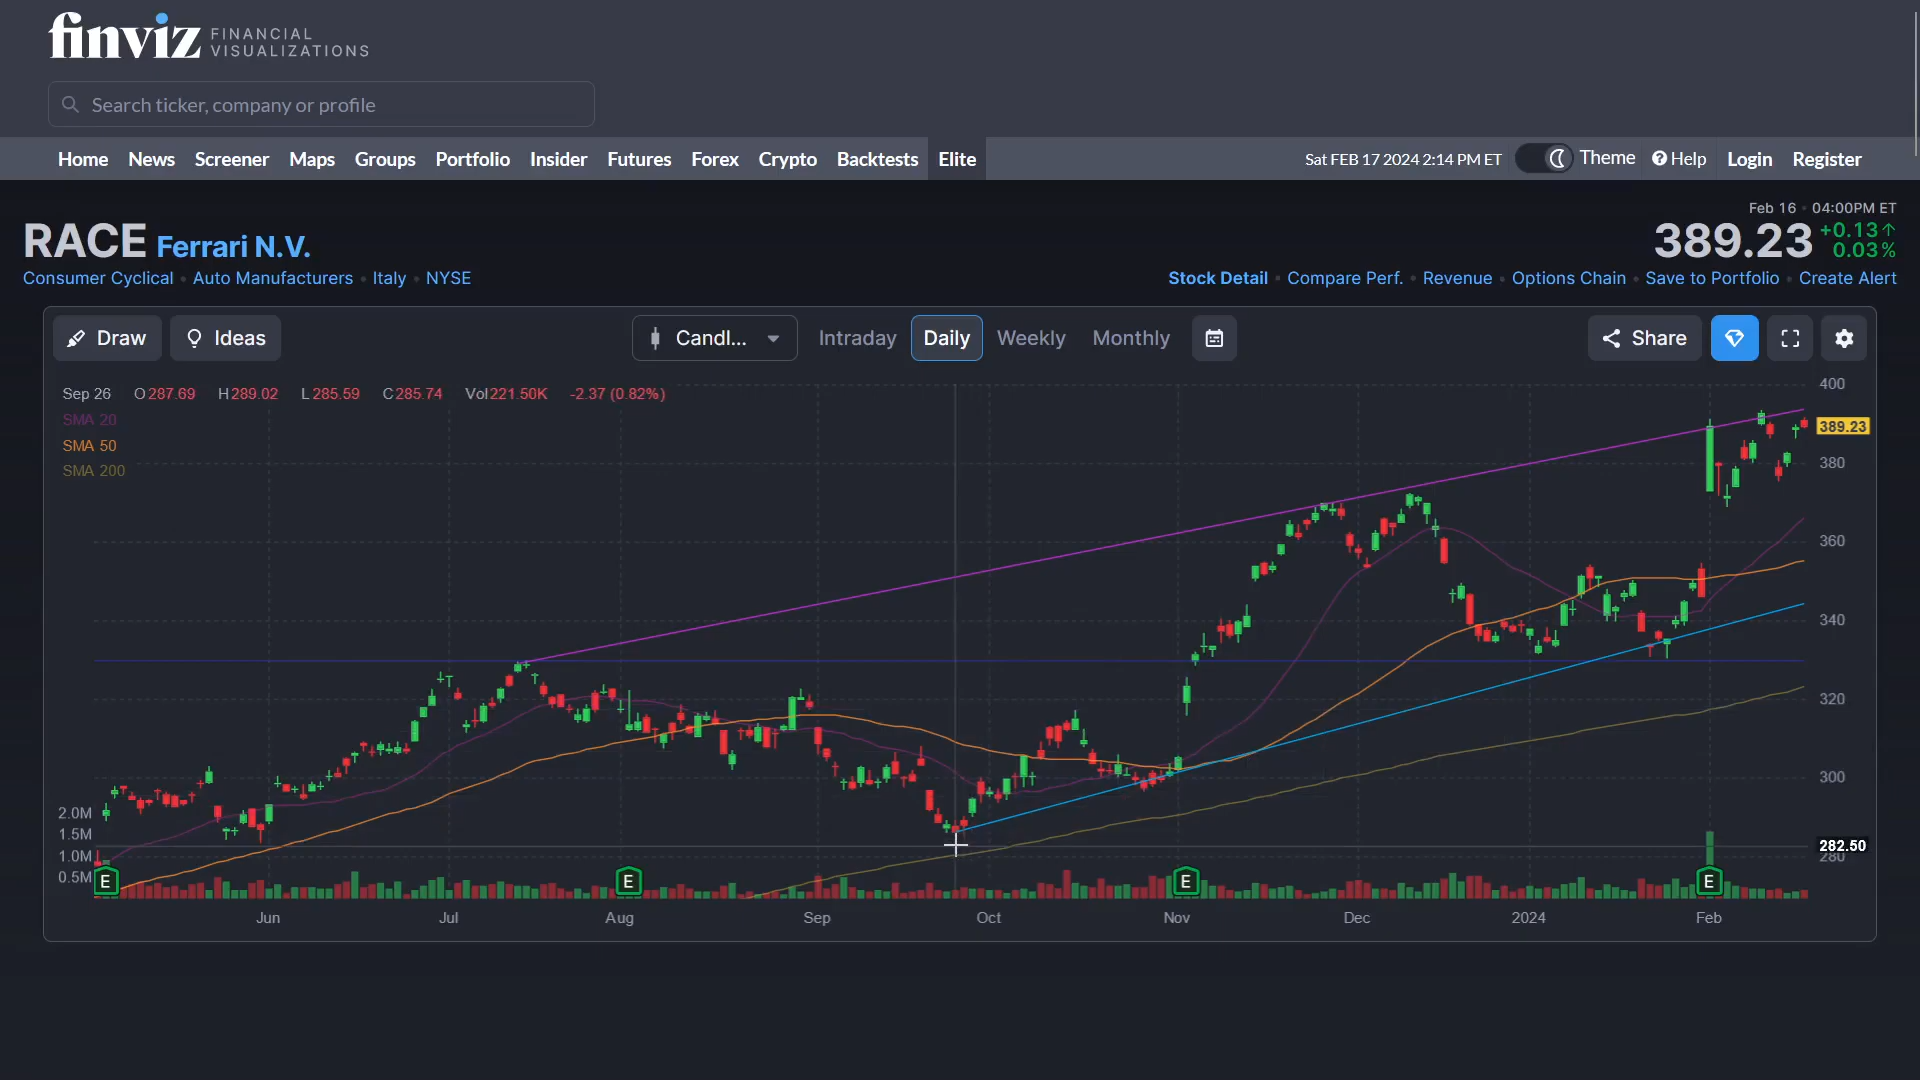 finviz FINANCIAL VISUALIZATIONS
Search ticker, company or profile
Home News Screener Maps Groups Portfolio Insider Futures Forex Crypto Backtests Elite Sat FEB 17 2024 2:14 PM ET Theme Help Login Register
Feb 16 • 04:00PM ET
RACE Ferrari N.V. 389.23 +0.13↑
0.03%
Consumer Cyclical • Auto Manufacturers • Italy • NYSE Stock Detail • Compare Perf. • Revenue • Options Chain • Save to Portfolio • Create Alert
Draw Ideas Candl... Intraday Daily Weekly Monthly Share
Sep 26 O287.69 H289.02 L285.59 C285.74 Vol221.50K -2.37 (0.82%)
SMA 20
SMA 50
SMA 200
400
389.23
380
360
340
320
300
282.50
280
2.0M
1.5M
1.0M
0.5M
E E E E
Jun Jul Aug Sep Oct Nov Dec 2024 Feb